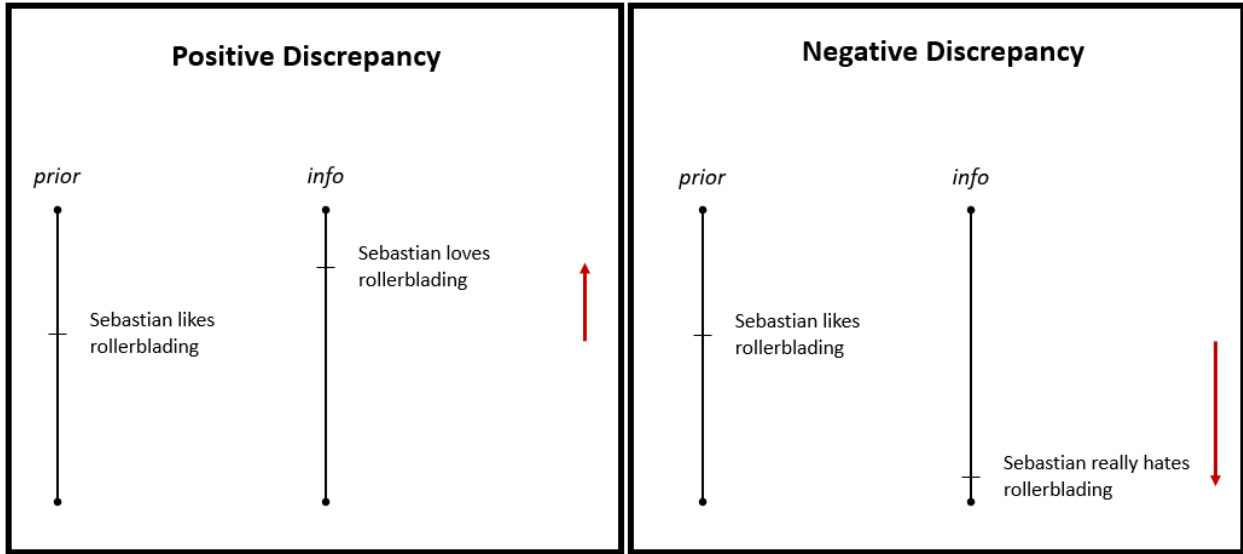 Positive Discrepancy
prior
info
Sebastian loves
rollerblading
Sebastian likes
rollerblading
Negative Discrepancy
prior
info
Sebastian likes
rollerblading
Sebastian really hates
rollerblading